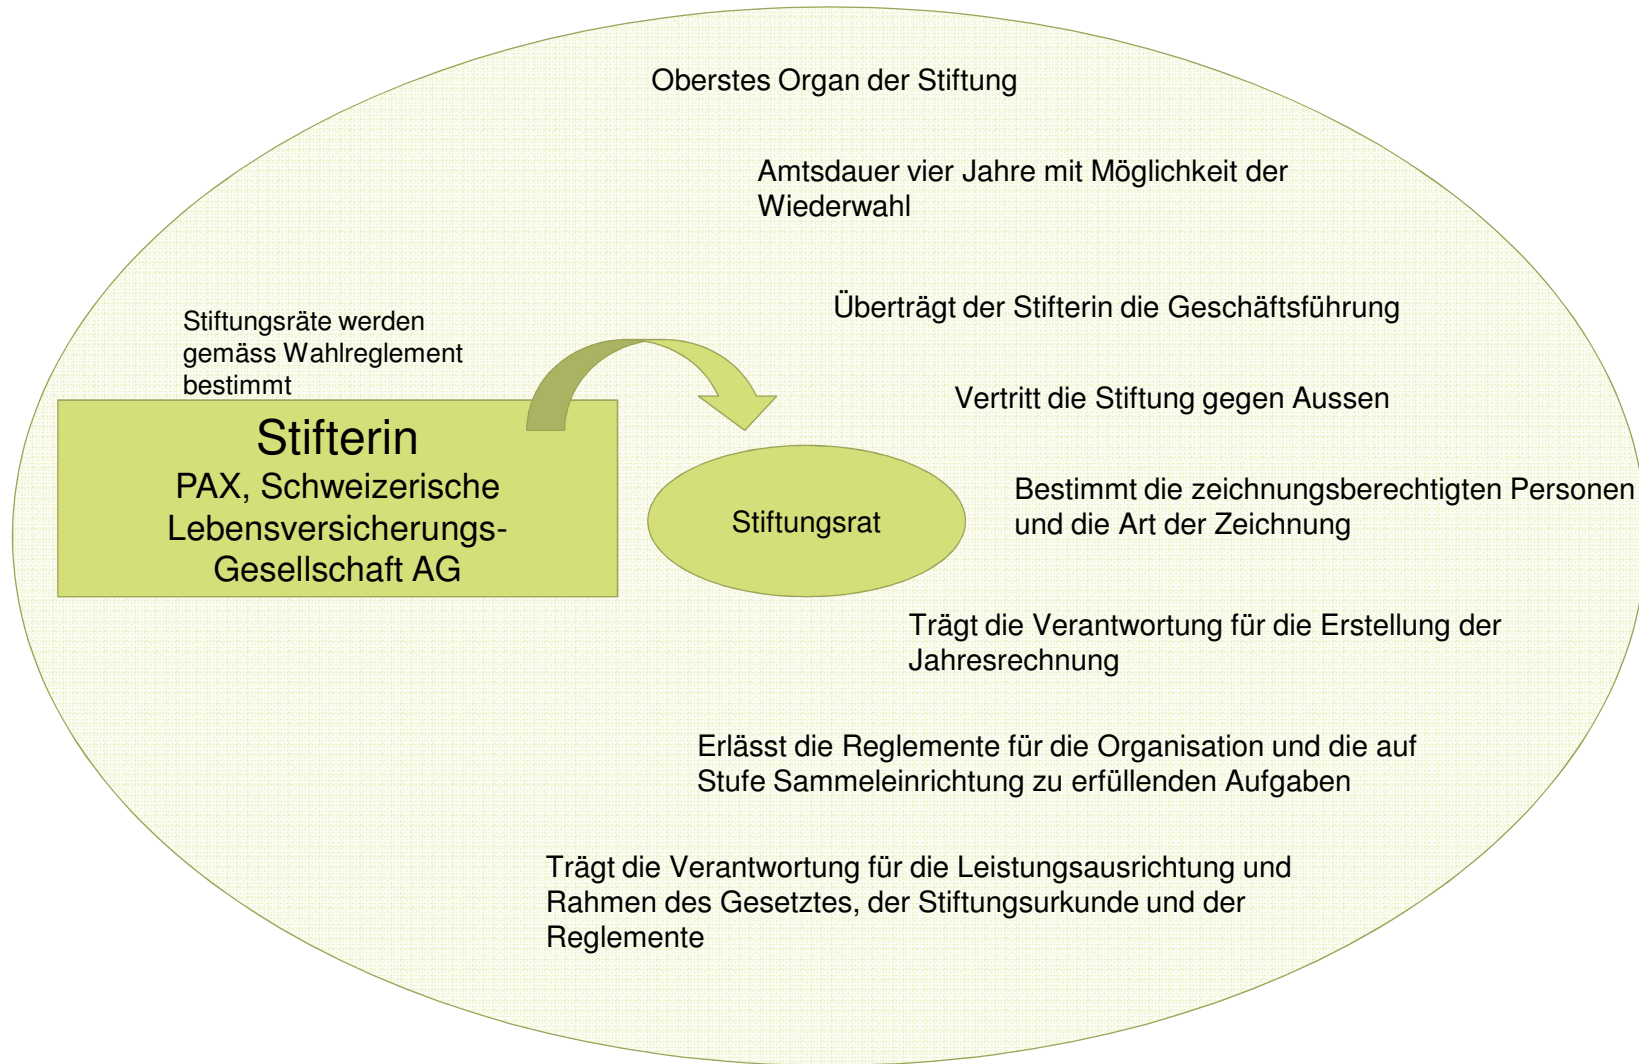 Oberstes Organ der Stiftung
Amtsdauer vier Jahre mit Möglichkeit der
Wiederwahl
Überträgt der Stifterin die Geschäftsführung
Stiftungsräte werden
gemäss Wahlreglement
bestimmt
Vertritt die Stiftung gegen Aussen
Stifterin
PAX, Schweizerische
Lebensversicherungs-
Gesellschaft AG
Stiftungsrat
Bestimmt die zeichnungsberechtigten Personen
und die Art der Zeichnung
Trägt die Verantwortung für die Erstellung der
Jahresrechnung
Erlässt die Reglemente für die Organisation und die auf
Stufe Sammeleinrichtung zu erfüllenden Aufgaben
Trägt die Verantwortung für die Leistungsausrichtung und
Rahmen des Gesetztes, der Stiftungsurkunde und der
Reglemente